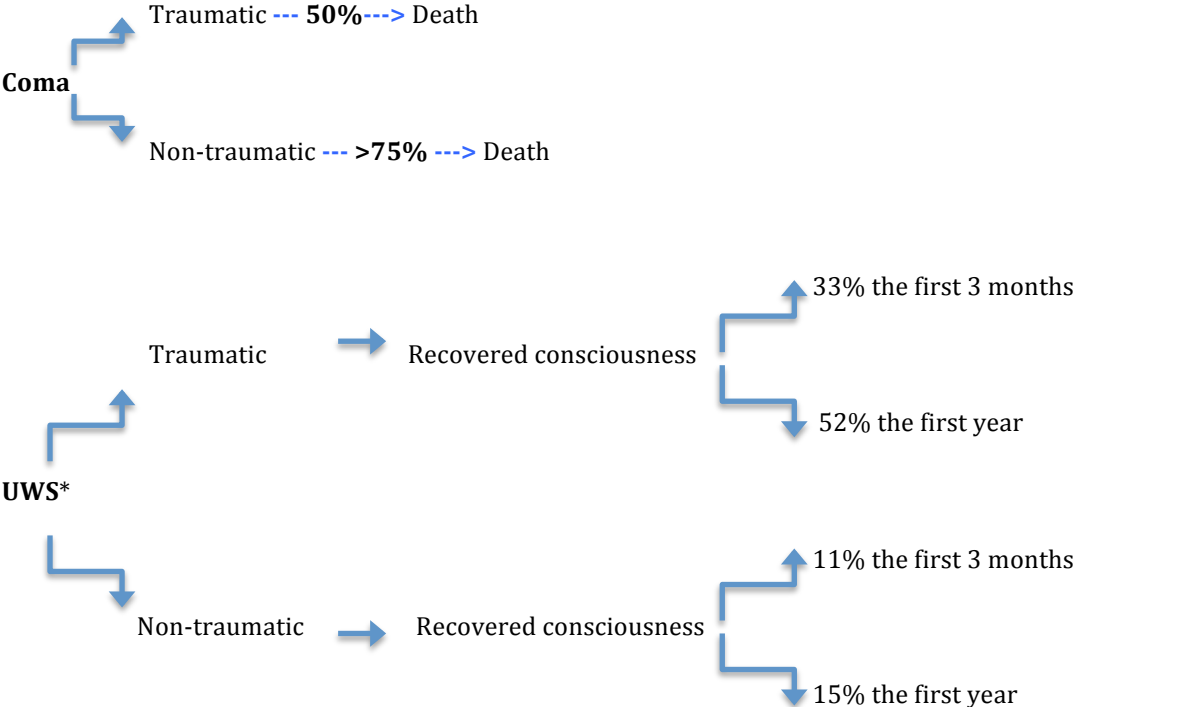 Traumatic --- 50%---> Death
Coma
Non-traumatic --- >75% ---> Death
33% the first 3 months
Traumatic Recovered consciousness
52% the first year
UWS*
11% the first 3 months
Non-traumatic Recovered consciousness
15% the first year